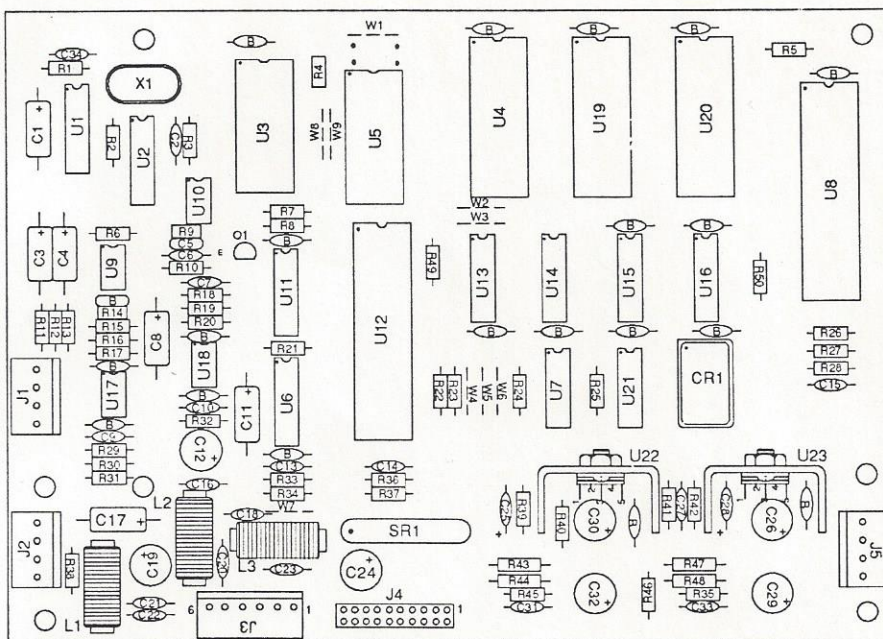 B
W1
B
B
B
C34
R1
X1
R4
R5
B
C1
+
U1
R2
U2
C2
R3
U3
W8
W9
U5
U4
U19
U20
U8
U10
R7
R8
B
W2
W3
R6
R9
C5
C6
R10
E
Q1
B
B
C3
+
C4
+
U9
C7
R18
R19
R20
U11
U12
R49
U13
U14
U15
U16
R50
B
R14
R15
R16
R17
B
R11
R12
R13
C8
+
B
U18
R21
B
B
B
B
R26
R27
R28
C15
J1
U17
B
C10
R32
C11
+
U6
R22
R23
W4
W5
W6
R24
U7
R25
U21
CR1
B
C9
R29
R30
R31
C12
+
B
C13
R33
R34
C14
R36
R37
U22
U23
C16
L2
W7
C18
J2
C17
+
R38
L1
C19
+
C20
L3
C23
SR1
C24
+
C25
+
R39
R40
C30
+
B
R41
C27
R42
C28
+
C26
+
B
J5
C21
C22
6
J3
1
J4
1
R43
R44
R45
C31
C32
+
R46
R47
R48
R35
C33
C29
+